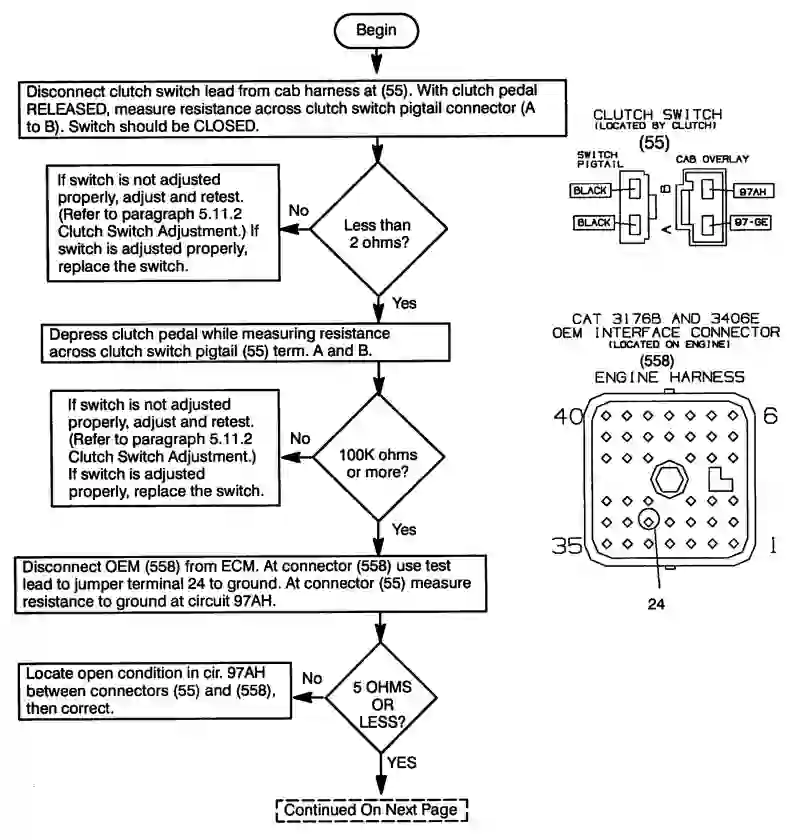 Begin
Disconnect clutch switch lead from cab harness at (55). With clutch pedal
RELEASED, measure resistance across clutch switch pigtail connector (A
to B). Switch should be CLOSED.
If switch is not adjusted
properly, adjust and retest.
(Refer to paragraph 5.11.2
Clutch Switch Adjustment.) If
switch is adjusted properly,
replace the switch.
No
Less than
2 ohms?
Yes
Depress clutch pedal while measuring resistance
across clutch switch pigtail (55) term. A and B.
If switch is not adjusted
properly, adjust and retest.
(Refer to paragraph 5.11.2
Clutch Switch Adjustment.)
If switch is adjusted
properly, replace the switch.
No
100K ohms
or more?
Yes
Disconnect OEM (558) from ECM. At connector (558) use test
lead to jumper terminal 24 to ground. At connector (55) measure
resistance to ground at circuit 97AH.
Locate open condition in cir. 97AH
between connectors (55) and (558),
then correct.
No
5 OHMS
OR
LESS?
YES
Continued On Next Page
CLUTCH SWITCH
(LOCATED BY CLUTCH)
(55)
SWITCH
PIGTAIL
CAB OVERLAY
BLACK
B
97AH
BLACK
A
97-GE
CAT 3176B AND 3406E
OEM INTERFACE CONNECTOR
(LOCATED ON ENGINE)
(558)
ENGINE HARNESS
40
6
35
1
24